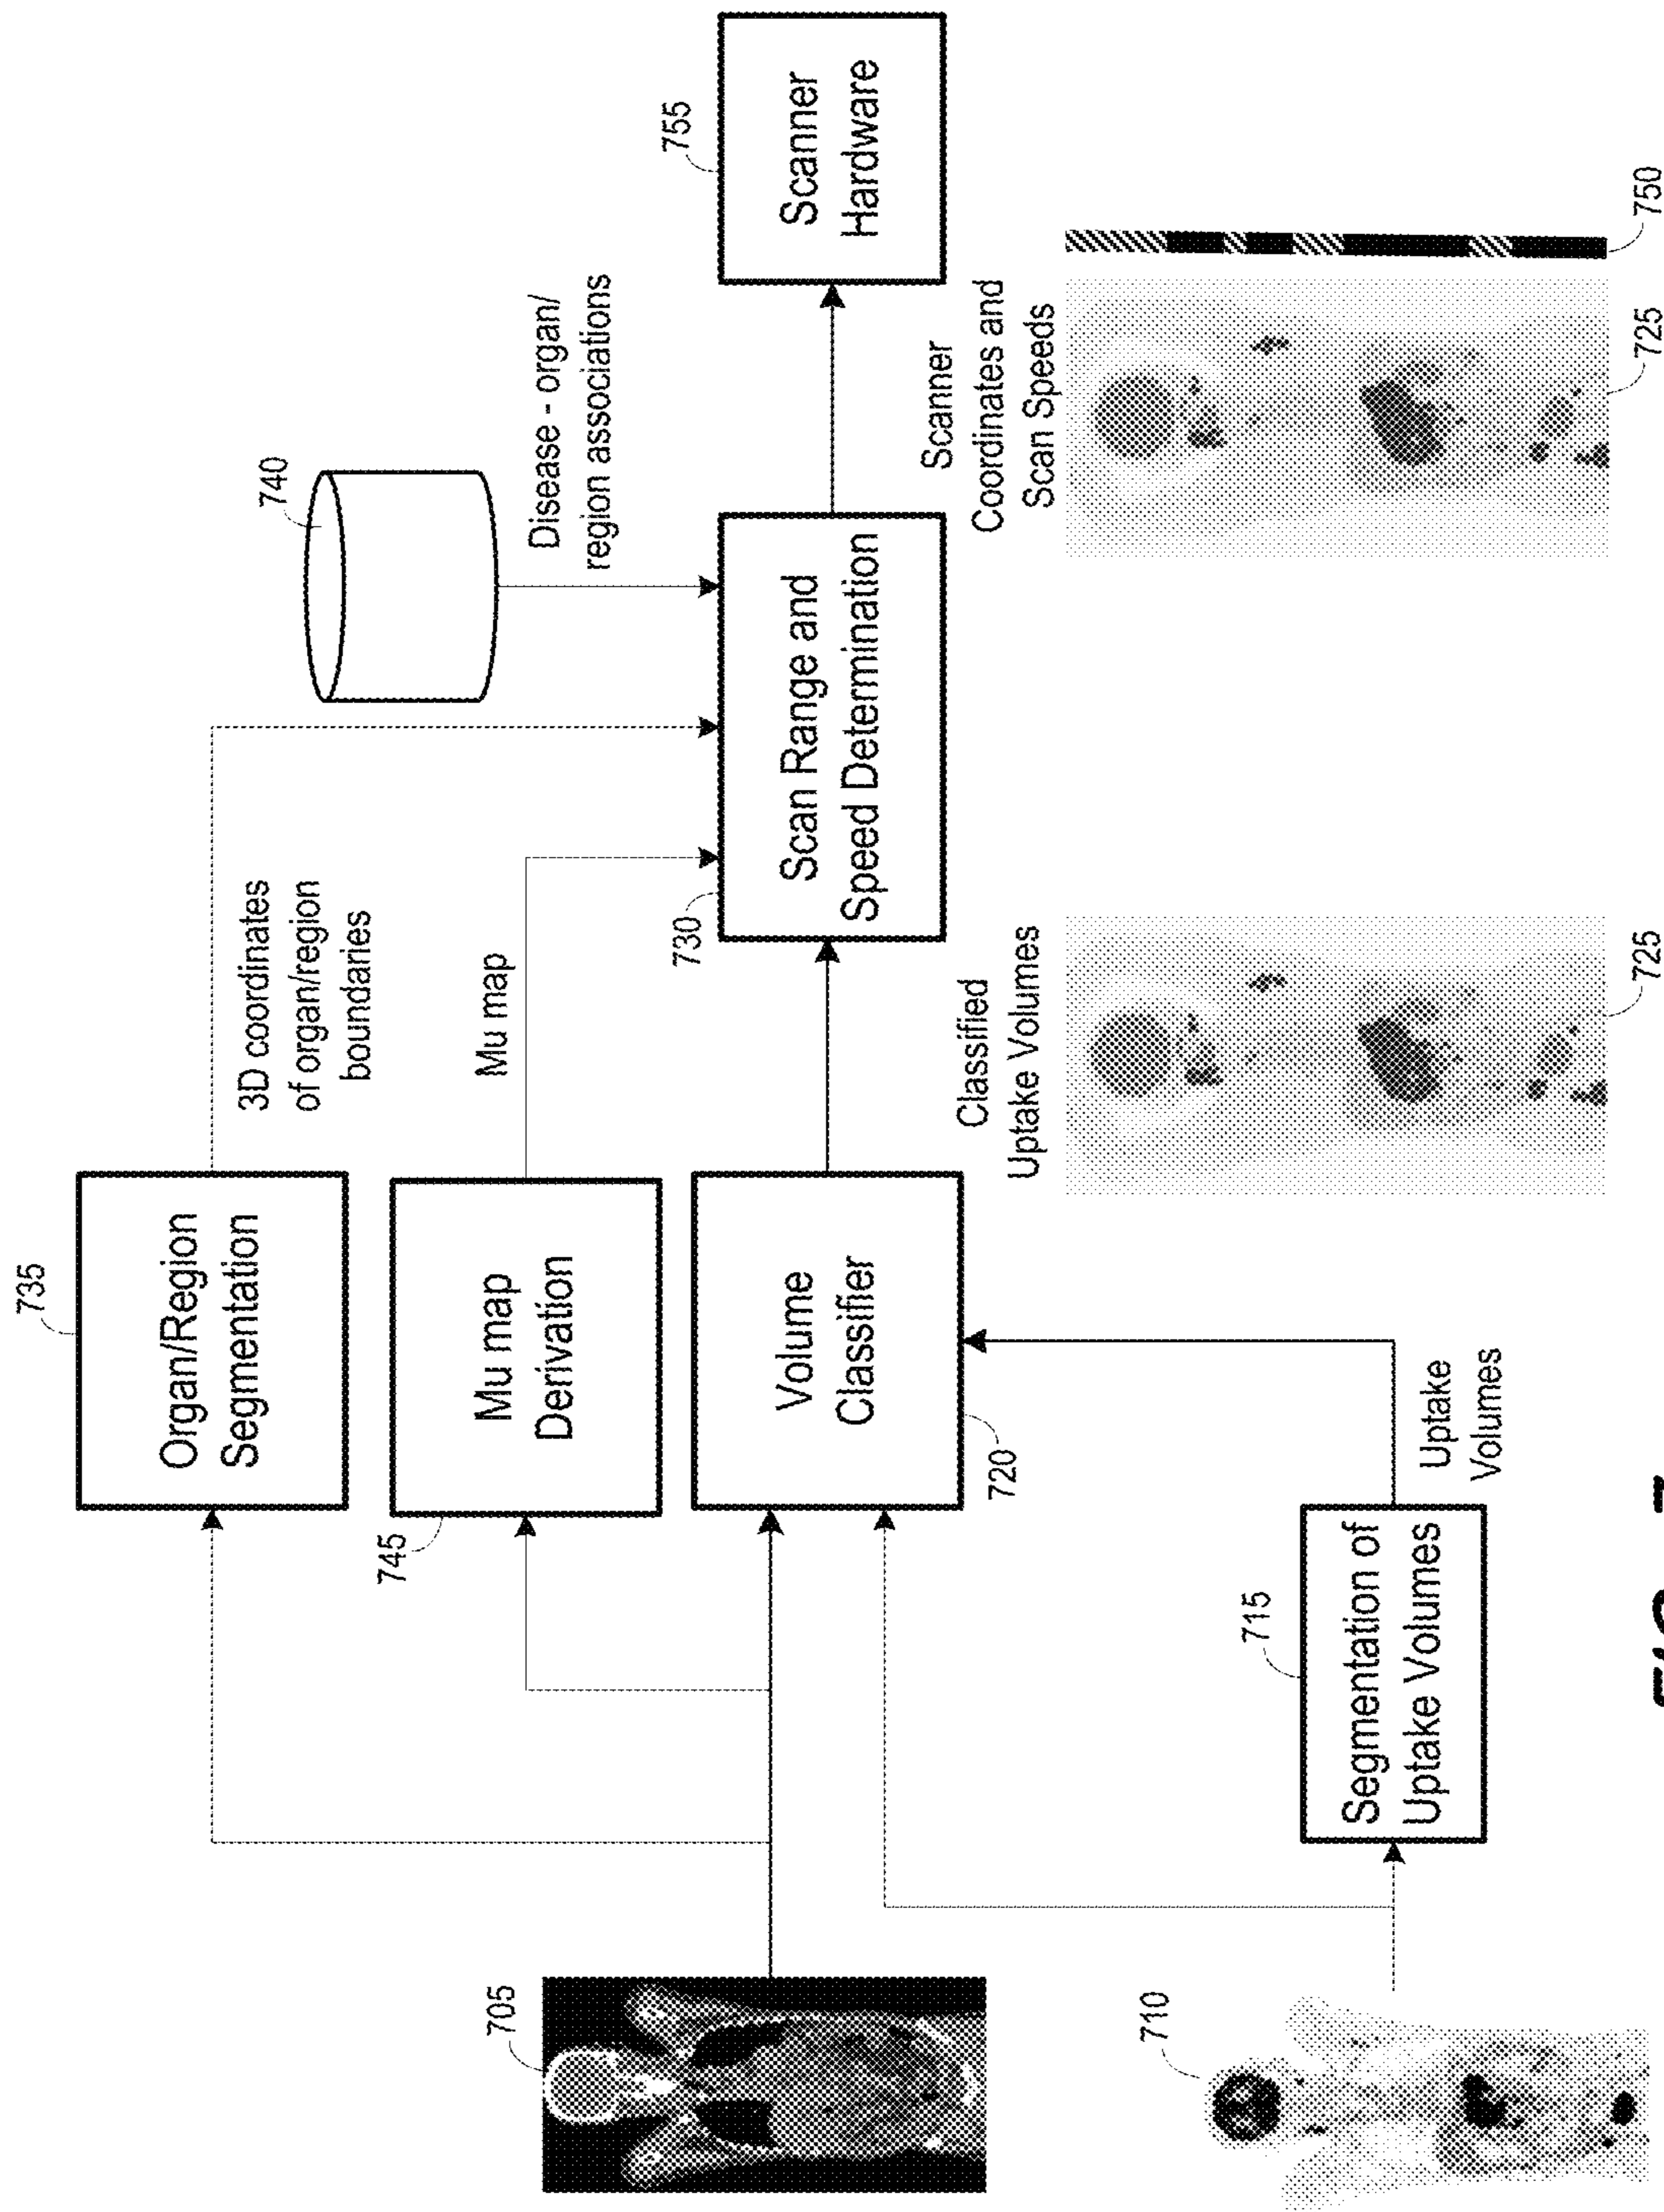 735
Organ/Region
Segmentation
3D coordinates
of organ/region
boundaries
740
Disease - organ/
region associations
745
Mu map
Derivation
Mu map
705
Volume
Classifier
720
730
Scan Range and
Speed Determination
755
Scanner
Hardware
Classified
Uptake Volumes
725
Scanner
Coordinates and
Scan Speeds
725
750
710
715
Segmentation of
Uptake Volumes
Uptake
Volumes